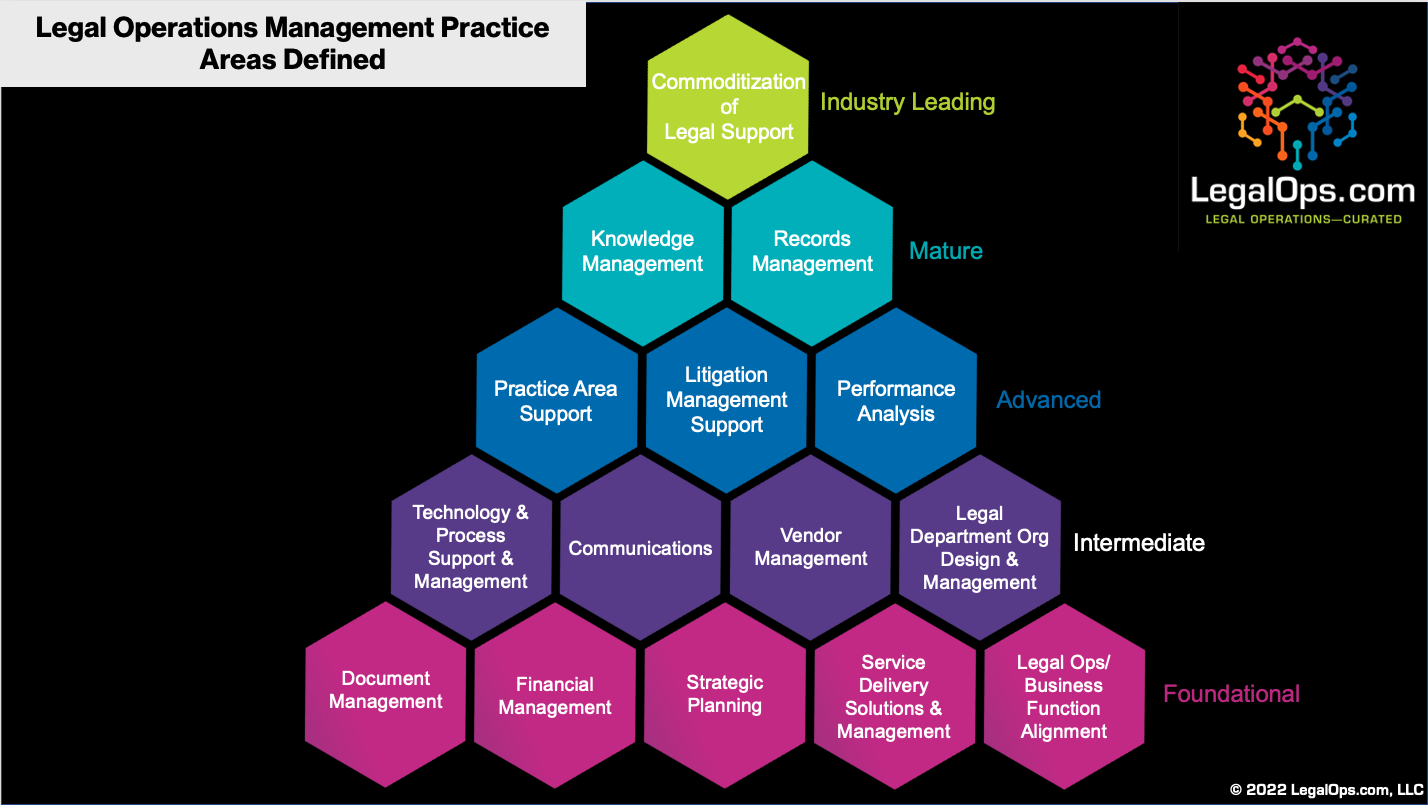 Legal Operations Management Practice
Areas Defined
Commoditization
of
Legal Support
Industry Leading
LegalOps.com
LEGAL OPERATIONS—CURATED
Knowledge
Management
Records
Management
Mature
Practice Area
Support
Litigation
Management
Support
Performance
Analysis
Advanced
Technology &
Process
Support &
Management
Communications
Vendor
Management
Legal
Department Org
Design &
Management
Intermediate
Document
Management
Financial
Management
Strategic
Planning
Service
Delivery
Solutions &
Management
Legal Ops/
Business
Function
Alignment
Foundational
© 2022 LegalOps.com, LLC